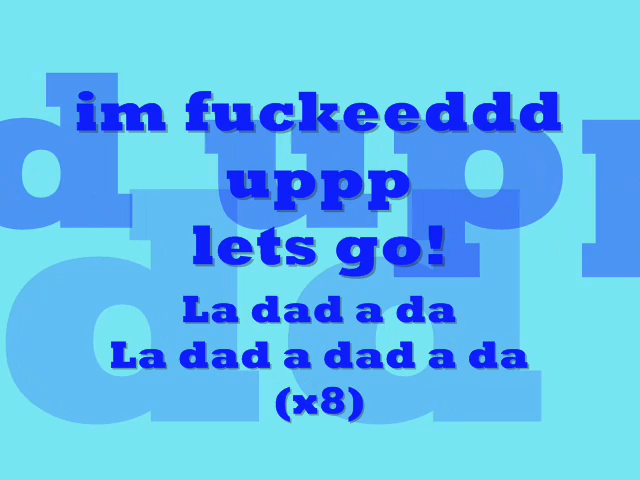 im fuckeeddd
uppp
lets go!
La dad a da
La dad a dad a da
(x8)